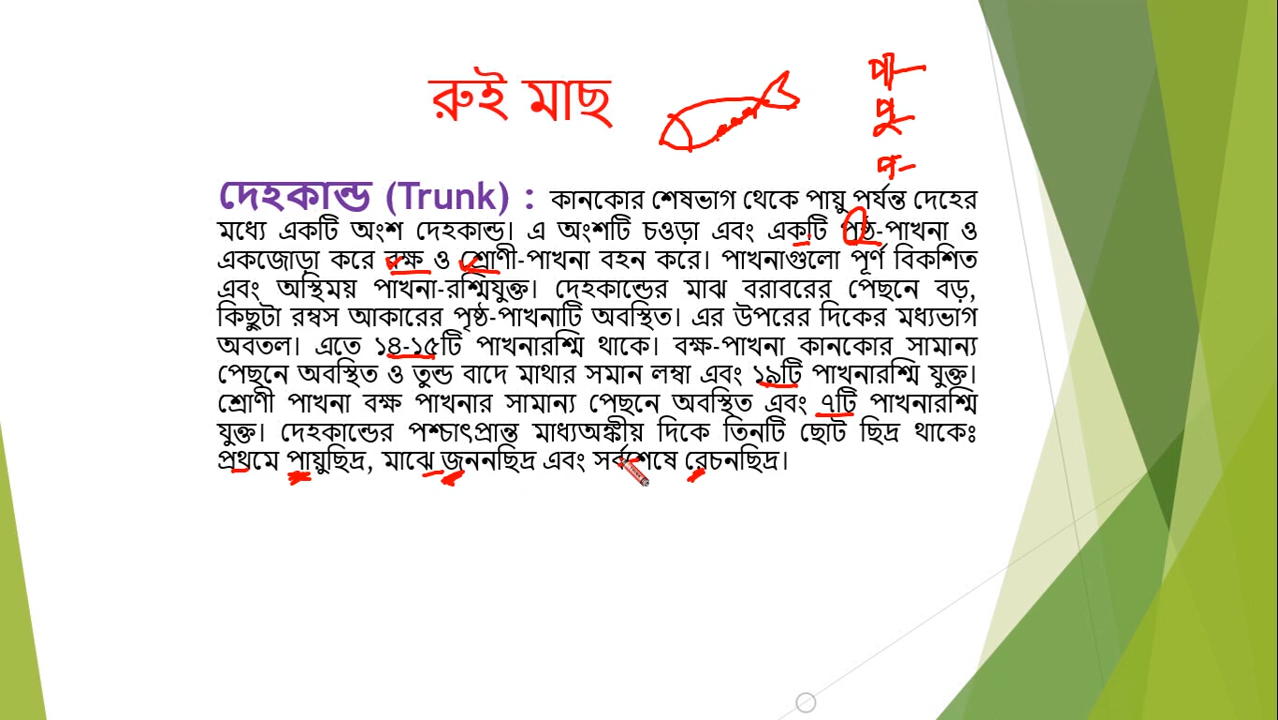 রুই মাছ
পা
পু
প
দেহকান্ড (Trunk) : কানকোর শেষভাগ থেকে পায়ু পর্যন্ত দেহের
মধ্যে একটি অংশ দেহকান্ড। এ অংশটি চওড়া এবং একটি পৃষ্ঠ-পাখনা ও
একজোড়া করে বক্ষ ও শ্রোণী-পাখনা বহন করে। পাখনাগুলো পূর্ণ বিকশিত
এবং অস্থিময় পাখনা-রশ্মিযুক্ত। দেহকান্ডের মাঝ বরাবরের পেছনে বড়,
কিছুটা রম্বস আকারের পৃষ্ঠ-পাখনাটি অবস্থিত। এর উপরের দিকের মধ্যভাগ
অবতল। এতে ১৪-১৫টি পাখনারশ্মি থাকে। বক্ষ-পাখনা কানকোর সামান্য
পেছনে অবস্থিত ও তুন্ড বাদে মাথার সমান লম্বা এবং ১৯টি পাখনারশ্মি যুক্ত।
শ্রোণী পাখনা বক্ষ পাখনার সামান্য পেছনে অবস্থিত এবং ৭টি পাখনারশ্মি
যুক্ত। দেহকান্ডের পশ্চাৎপ্রান্ত মাধ্যঅঙ্কীয় দিকে তিনটি ছোট ছিদ্র থাকেঃ
প্রথমে পায়ুছিদ্র, মাঝে জননছিদ্র এবং সর্বশেষে রেচনছিদ্র।